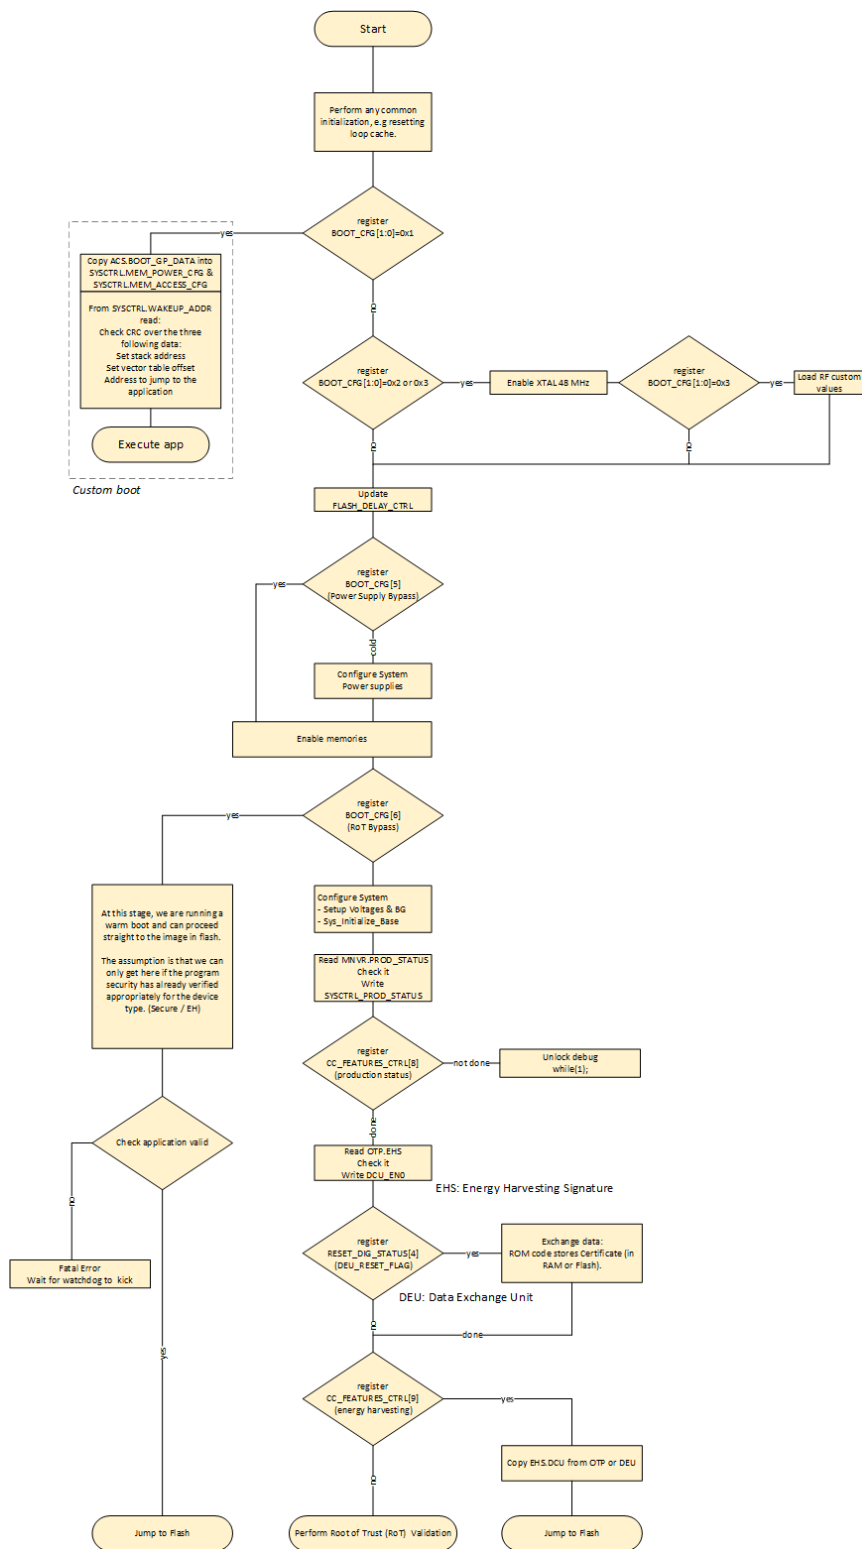 Start
Perform any common
initialization, e.g resetting
loop cache.
register
BOOT_CFG[1:0]=0x1
yes
Copy ACS.BOOT_GP_DATA into
SYSCTRL.MEM_POWER_CFG &
SYSCTRL.MEM_ACCESS_CFG
From SYSCTRL.WAKEUP_ADDR
read:
Check CRC over the three
following data:
Set stack address
Set vector table offset
Address to jump to the
application
Execute app
Custom boot
no
register
BOOT_CFG[1:0]=0x2 or 0x3
yes
Enable XTAL 48 MHz
register
BOOT_CFG[1:0]=0x3
yes
Load RF custom
values
no
no
Update
FLASH_DELAY_CTRL
register
BOOT_CFG[5]
(Power Supply Bypass)
yes
cold
Configure System
Power supplies
Enable memories
register
BOOT_CFG[6]
(RoT Bypass)
yes
At this stage, we are running a
warm boot and can proceed
straight to the image in flash.
The assumption is that we can
only get here if the program
security has already verified
appropriately for the device
type. (Secure / EH)
Check application valid
no
Fatal Error
Wait for watchdog to kick
yes
Jump to Flash
Configure System
- Setup Voltages & BG
- Sys_Initialize_Base
Read MNVR.PROD_STATUS
Check it
Write
SYSCTRL_PROD_STATUS
register
CC_FEATURES_CTRL[8]
(production status)
not done
Unlock debug
while(1);
done
Read OTP.EHS
Check it
Write DCU_EN0
EHS: Energy Harvesting Signature
register
RESET_DIG_STATUS[4]
(DEU_RESET_FLAG)
yes
Exchange data:
ROM code stores Certificate (in
RAM or Flash).
DEU: Data Exchange Unit
no
done
register
CC_FEATURES_CTRL[9]
(energy harvesting)
yes
Copy EHS.DCU from OTP or DEU
no
Perform Root of Trust (RoT) Validation
Jump to Flash